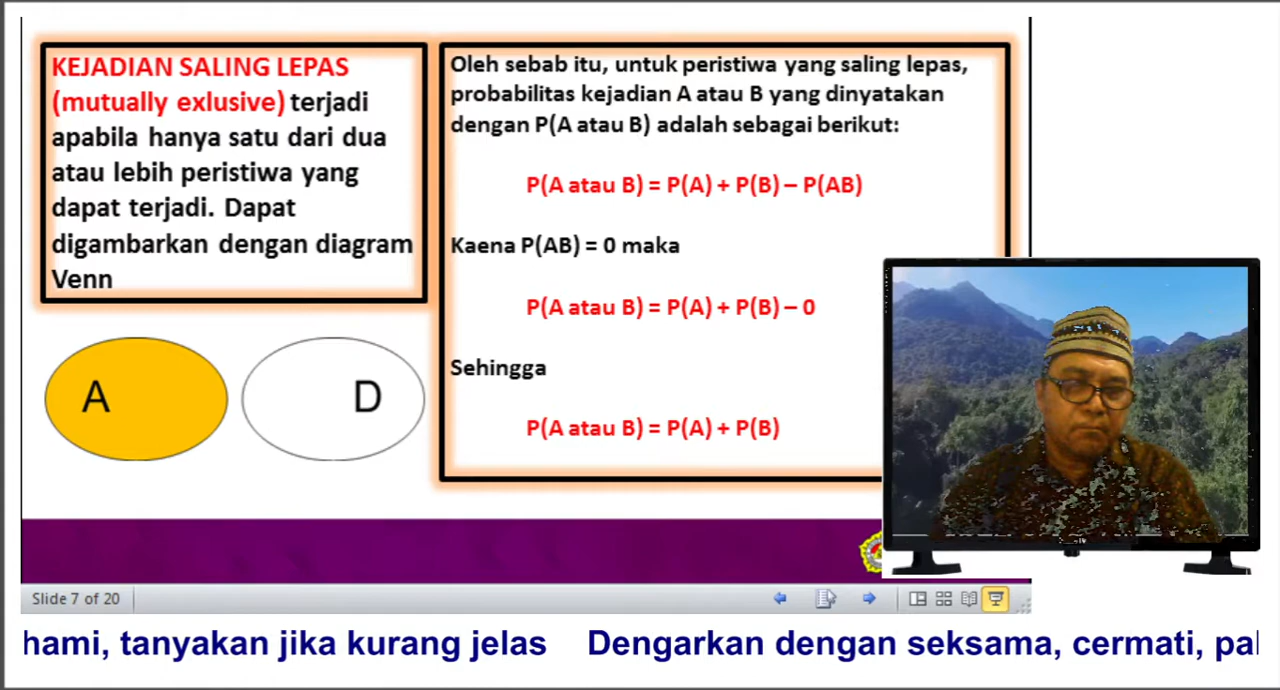 KEJADIAN SALING LEPAS
(mutually exlusive) terjadi
apabila hanya satu dari dua
atau lebih peristiwa yang
dapat terjadi. Dapat
digambarkan dengan diagram
Venn
A
D
Oleh sebab itu, untuk peristiwa yang saling lepas,
probabilitas kejadian A atau B yang dinyatakan
dengan P(A atau B) adalah sebagai berikut:
P(A atau B) = P(A) + P(B) – P(AB)
Kaena P(AB) = 0 maka
P(A atau B) = P(A) + P(B) – 0
Sehingga
P(A atau B) = P(A) + P(B)
Slide 7 of 20
hami, tanyakan jika kurang jelas Dengarkan dengan seksama, cermati, pa